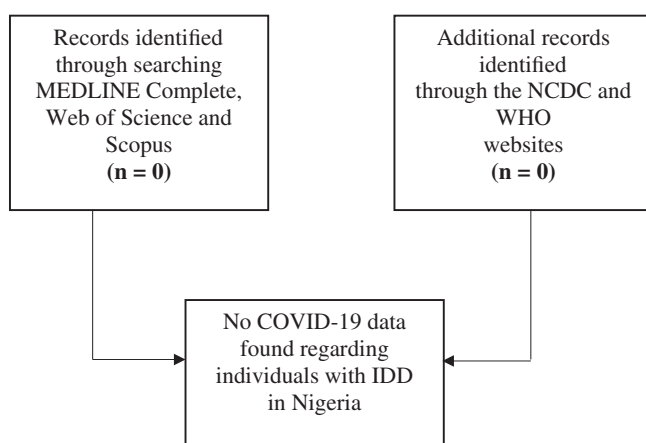 Records identified
through searching
MEDLINE Complete,
Web of Science and
Scopus
(n = 0)
Additional records
identified
through the NCDC and
WHO
websites
(n = 0)
No COVID-19 data
found regarding
individuals with IDD
in Nigeria